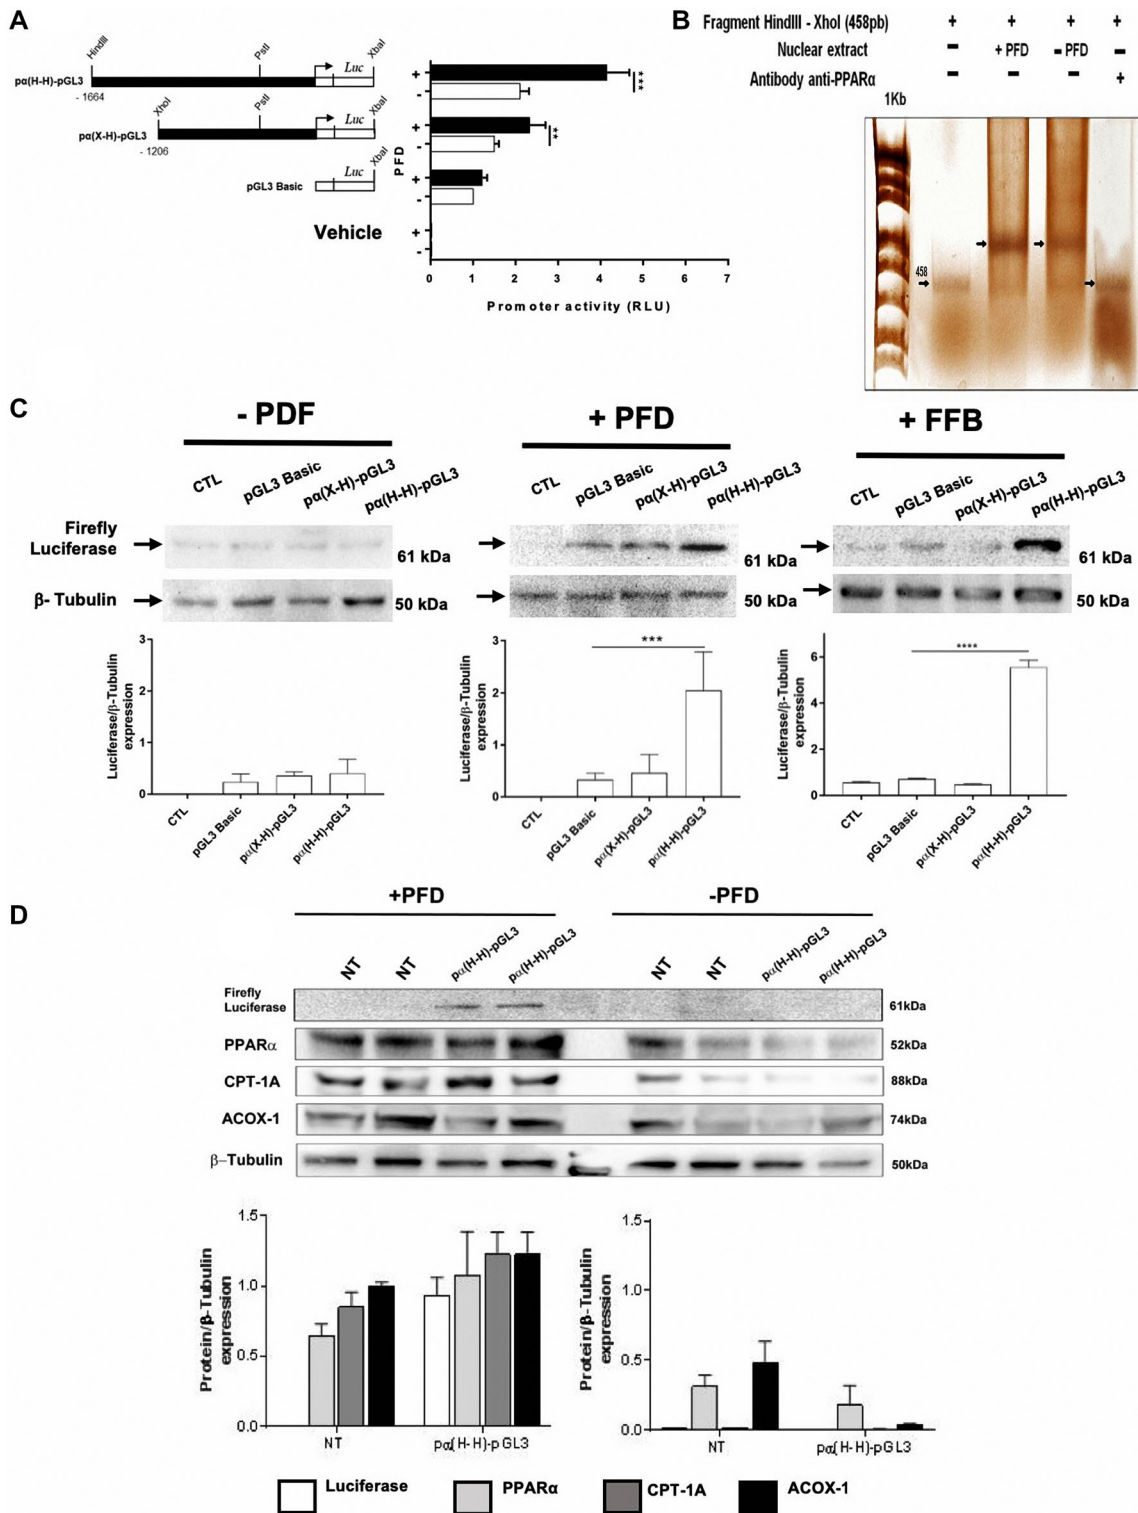 A
HindIII
PstI
XbaI
Luc
pα(H-H)-pGL3
- 1664
XhoI
PstI
XbaI
Luc
pα(X-H)-pGL3
- 1206
XbaI
Luc
pGL3 Basic
Vehicle
PFD
+
-
+
-
+
-
+
-
***
**
0 1 2 3 4 5 6 7
Promoter activity (RLU)
B
Fragment HindIII - XhoI (458pb) + + + +
Nuclear extract - + PFD - PFD -
Antibody anti-PPARα - - - +
1Kb
458
C
- PDF
CTL pGL3 Basic pα(X-H)-pGL3 pα(H-H)-pGL3
Firefly
Luciferase
61 kDa
β- Tubulin
50 kDa
+ PFD
CTL pGL3 Basic pα(X-H)-pGL3 pα(H-H)-pGL3
61 kDa
50 kDa
+ FFB
CTL pGL3 Basic pα(X-H)-pGL3 pα(H-H)-pGL3
61 kDa
50 kDa
Luciferase/β-Tubulin
expression
3
2
1
0
CTL pGL3 Basic pα(X-H)-pGL3 pα(H-H)-pGL3
Luciferase/β-Tubulin
expression
3
2
1
0
***
CTL pGL3 Basic pα(X-H)-pGL3 pα(H-H)-pGL3
Luciferase/β-Tubulin
expression
6
4
2
0
****
CTL pGL3 Basic pα(X-H)-pGL3 pα(H-H)-pGL3
D
+PFD -PFD
NT NT pα(H-H)-pGL3 pα(H-H)-pGL3 NT NT pα(H-H)-pGL3 pα(H-H)-pGL3
Firefly
Luciferase
61kDa
PPARα 52kDa
CPT-1A 88kDa
ACOX-1 74kDa
β-Tubulin 50kDa
Protein/β-Tubulin
expression
1.5
1.0
0.5
0.0
NT pα(H-H)-pGL3
Protein/β-Tubulin
expression
1.5
1.0
0.5
0.0
NT pα(H-H)-pGL3
Luciferase PPARα CPT-1A ACOX-1